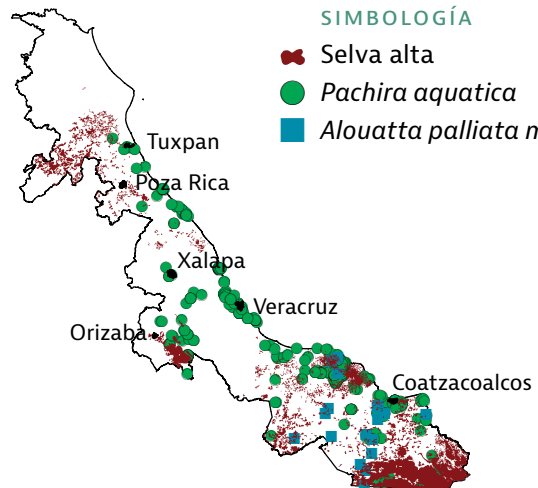 SIMBOLOGÍA
Selva alta
Pachira aquatica
Alouatta palliata
Tuxpan
Poza Rica
Xalapa
Veracruz
Orizaba
Coatzacoalcos